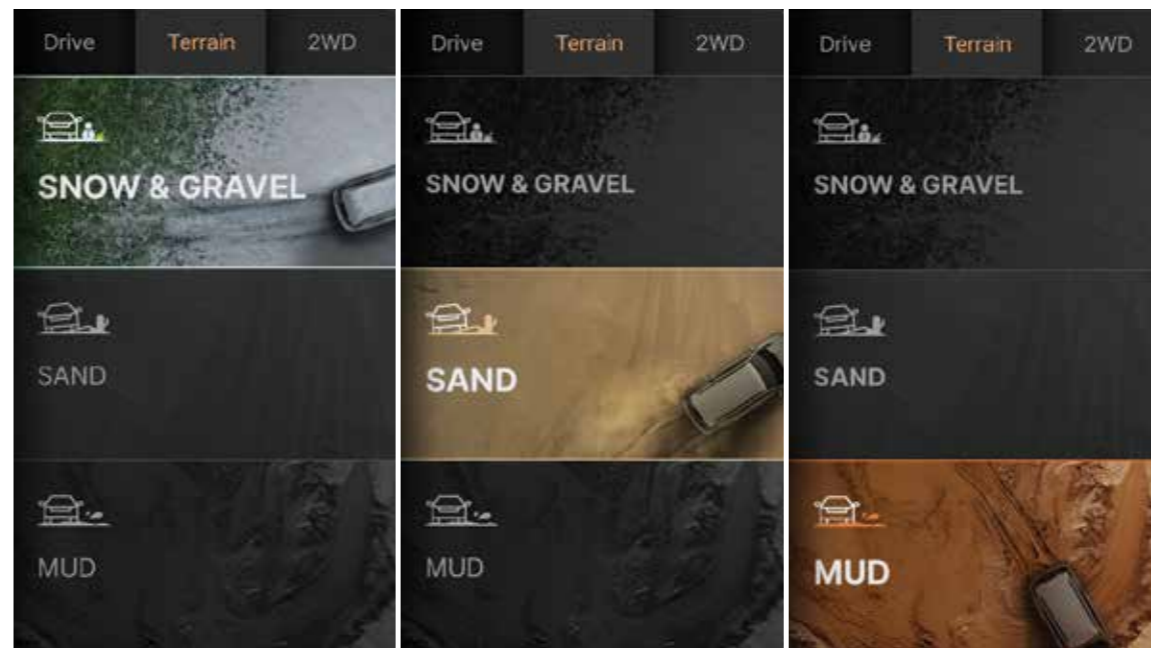 Drive Terrain 2WD
SNOW & GRAVEL
SAND
MUD
Drive Terrain 2WD
SNOW & GRAVEL
SAND
MUD
Drive Terrain 2WD
SNOW & GRAVEL
SAND
MUD